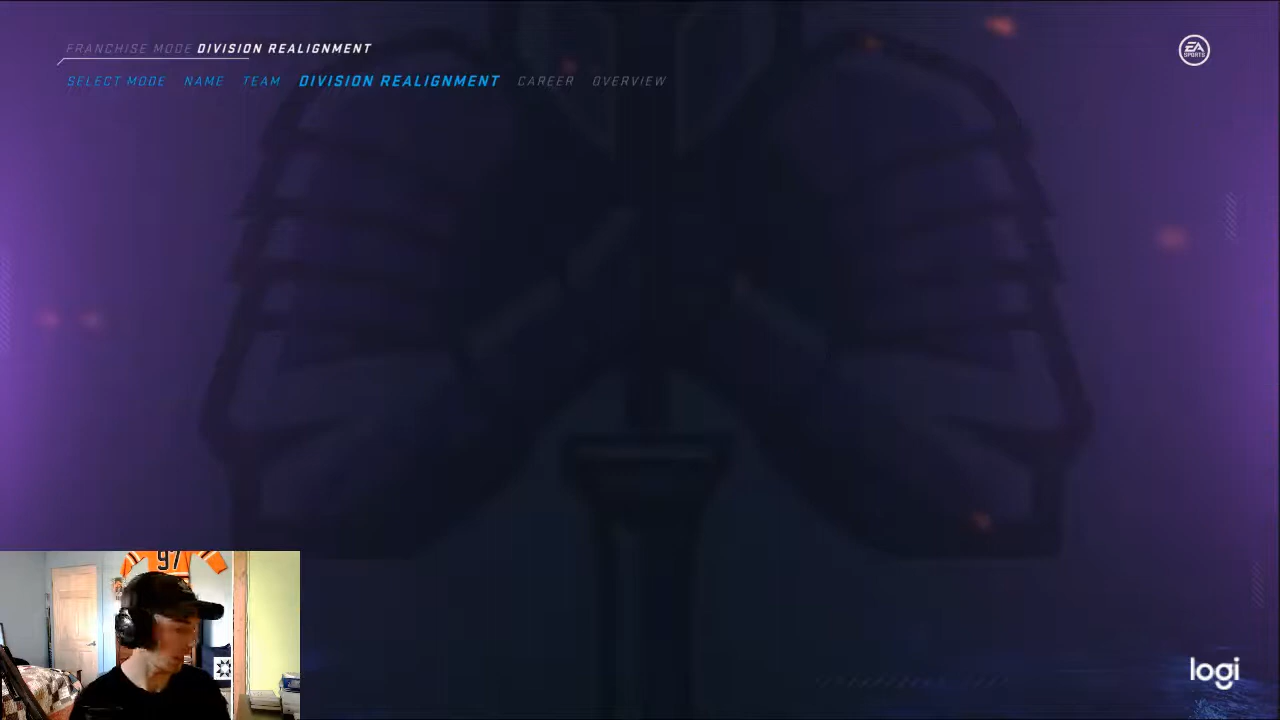 FRANCHISE MODE DIVISION REALIGNMENT
SELECT MODE NAME TEAM DIVISION REALIGNMENT CAREER OVERVIEW
EA
SPORTS
97
logi